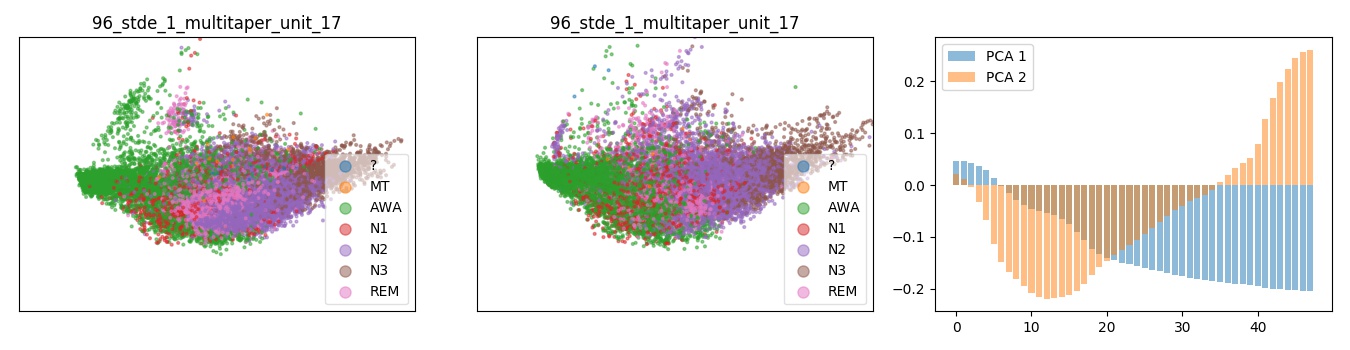 96_stde_1_multitaper_unit_17
?
MT
AWA
N1
N2
N3
REM
96_stde_1_multitaper_unit_17
?
MT
AWA
N1
N2
N3
REM
PCA 1
PCA 2
0.2
0.1
0.0
−0.1
−0.2
0 10 20 30 40